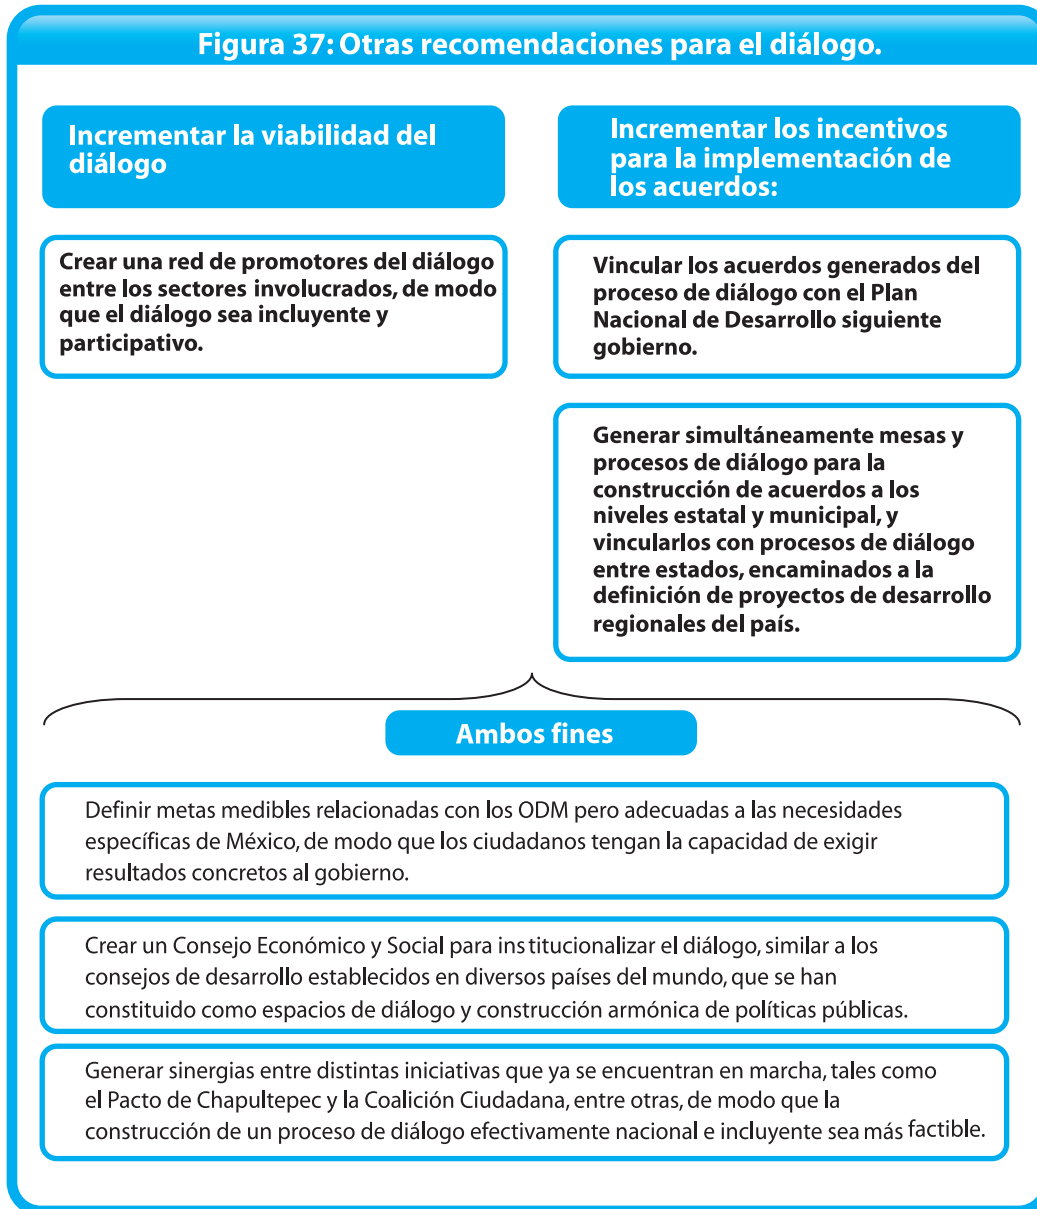 Figura 37: Otras recomendaciones para el diálogo.
Incrementar la viabilidad del
diálogo
Crear una red de promotores del diálogo
entre los sectores involucrados, de modo
que el diálogo sea incluyente y
participativo.
Incrementar los incentivos
para la implementación de
los acuerdos:
Vincular los acuerdos generados del
proceso de diálogo con el Plan
Nacional de Desarrollo siguiente
gobierno.
Generar simultáneamente mesas y
procesos de diálogo para la
construcción de acuerdos a los
niveles estatal y municipal, y
vincularlos con procesos de diálogo
entre estados, encaminados a la
definición de proyectos de desarrollo
regionales del país.
Ambos fines
Definir metas medibles relacionadas con los ODM pero adecuadas a las necesidades
específicas de México, de modo que los ciudadanos tengan la capacidad de exigir
resultados concretos al gobierno.
Crear un Consejo Económico y Social para ins titucionalizar el diálogo, similar a los
consejos de desarrollo establecidos en diversos países del mundo, que se han
constituido como espacios de diálogo y construcción armónica de políticas públicas.
Generar sinergias entre distintas iniciativas que ya se encuentran en marcha, tales como
el Pacto de Chapultepec y la Coalición Ciudadana, entre otras, de modo que la
construcción de un proceso de diálogo efectivamente nacional e incluyente sea más factible.